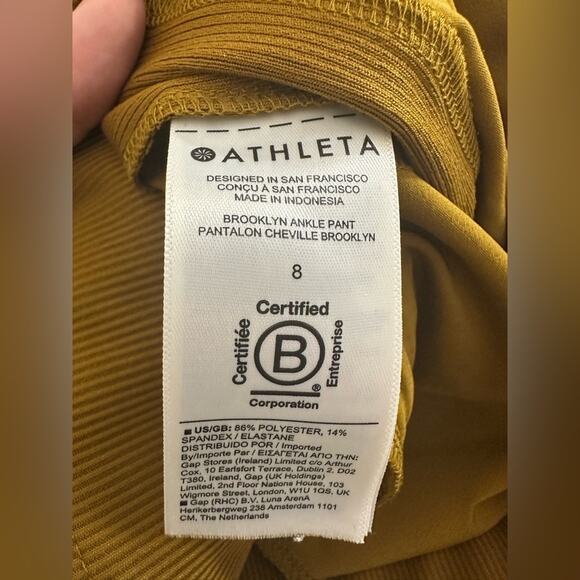 ATHLETA
DESIGNED IN SAN FRANCISCO
CONÇU À SAN FRANCISCO
MADE IN INDONESIA
BROOKLYN ANKLE PANT
PANTALON CHEVILLE BROOKLYN
8
Certified
Certifiée
B
Entreprise
®
Corporation
US/GB: 86% POLYESTER, 14%
SPANDEX / ELASTANE
DISTRIBUIDO POR / Imported
By/Importe Par / ΕΙΣΑΓΕΤΑΙ ΑΠΟ ΤΗΝ:
Gap Stores (Ireland) Limited c/o Arthur
Cox, 10 Earlsfort Terrace, Dublin 2, D02
T380, Ireland, Gap (UK Holdings)
Limited, 2nd Floor Nations House, 103
Wigmore Street, London, W1U 1QS, UK
Gap (RHC) B.V. Luna ArenA
Herikerbergweg 238 Amsterdam 1101
CM, The Netherlands